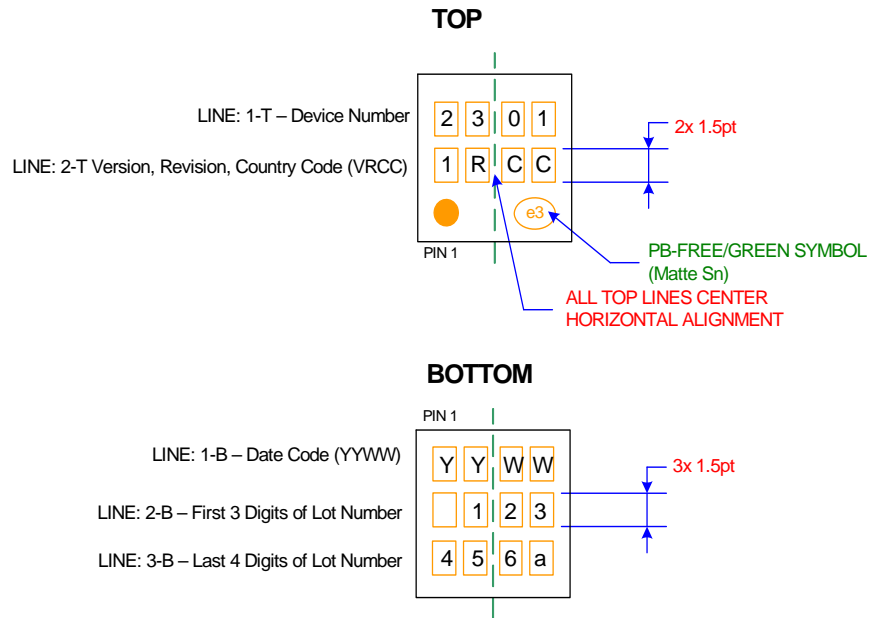 TOP
LINE: 1-T – Device Number
2 3 0 1
2x 1.5pt
LINE: 2-T Version, Revision, Country Code (VRCC)
1 R C C
e3
PIN 1
PB-FREE/GREEN SYMBOL
(Matte Sn)
ALL TOP LINES CENTER
HORIZONTAL ALIGNMENT
BOTTOM
PIN 1
LINE: 1-B – Date Code (YYWW)
Y Y W W
3x 1.5pt
LINE: 2-B – First 3 Digits of Lot Number
1 2 3
LINE: 3-B – Last 4 Digits of Lot Number
4 5 6 a